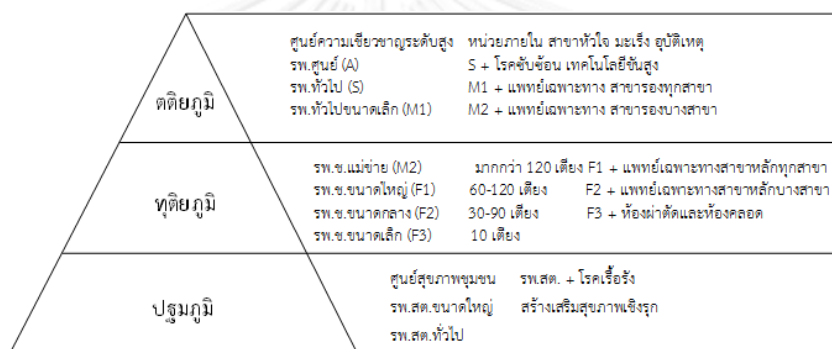 ศูนย์ความเชี่ยวชาญระดับสูง หน่วยภายใน สาขาหัวใจ มะเร็ง อุบัติเหตุ
รพ.ศูนย์ (A) S + โรคซับซ้อน เทคโนโลยีขั้นสูง
รพ.ทั่วไป (S) M1 + แพทย์เฉพาะทาง สาขารองทุกสาขา
รพ.ทั่วไปขนาดเล็ก (M1) M2 + แพทย์เฉพาะทาง สาขารองบางสาขา
ตติยภูมิ
รพ.ช.แม่ข่าย (M2) มากกว่า 120 เตียง F1 + แพทย์เฉพาะทางสาขาหลักทุกสาขา
รพ.ช.ขนาดใหญ่ (F1) 60-120 เตียง F2 + แพทย์เฉพาะทางสาขาหลักบางสาขา
รพ.ช.ขนาดกลาง (F2) 30-90 เตียง F3 + ห้องผ่าตัดและห้องคลอด
รพ.ช.ขนาดเล็ก (F3) 10 เตียง
ทุติยภูมิ
ศูนย์สุขภาพชุมชน รพ.สต. + โรคเรื้อรัง
รพ.สต.ขนาดใหญ่ สร้างเสริมสุขภาพเชิงรุก
รพ.สต.ทั่วไป
ปฐมภูมิ